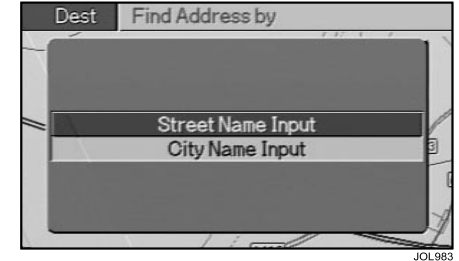 Dest Find Address by
Street Name Input
City Name Input
JOL983